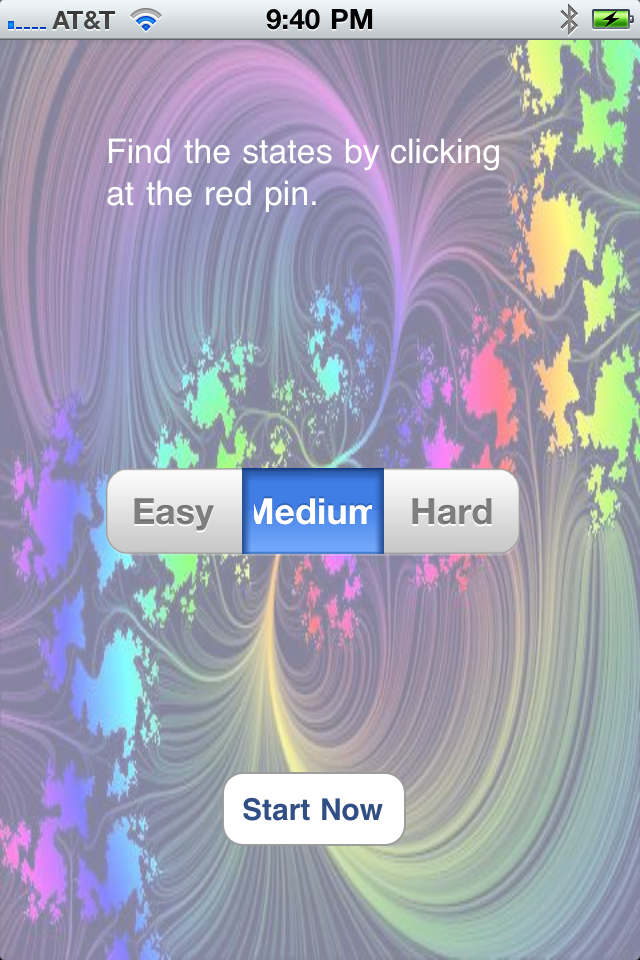 AT&T 9:40 PM
Find the states by clicking
at the red pin.
Easy Medium Hard
Start Now